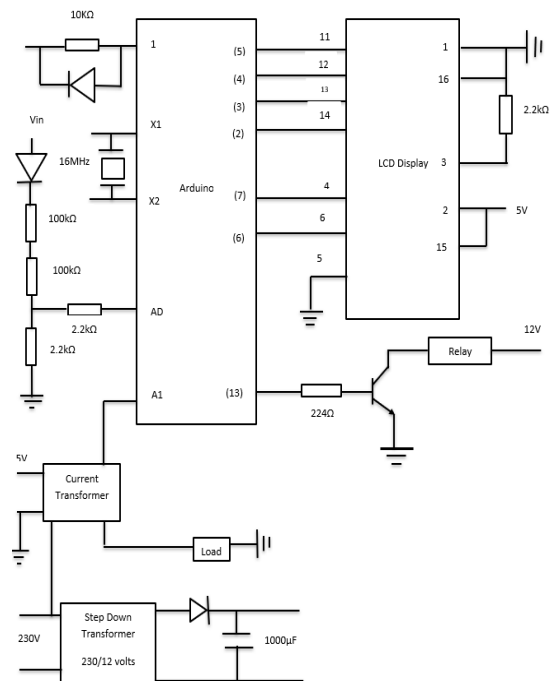 10KΩ
1
Vin
X1
16MHz
X2
Arduino
100kΩ
100kΩ
2.2kΩ
AD
2.2kΩ
A1
(5)
(4)
(3)
(2)
(7)
(6)
(13)
11
12
13
14
4
6
5
LCD Display
1
16
2.2kΩ
3
2
5V
15
12V
Relay
224Ω
5V
Current
Transformer
Load
230V
Step Down
Transformer
230/12 volts
1000μF